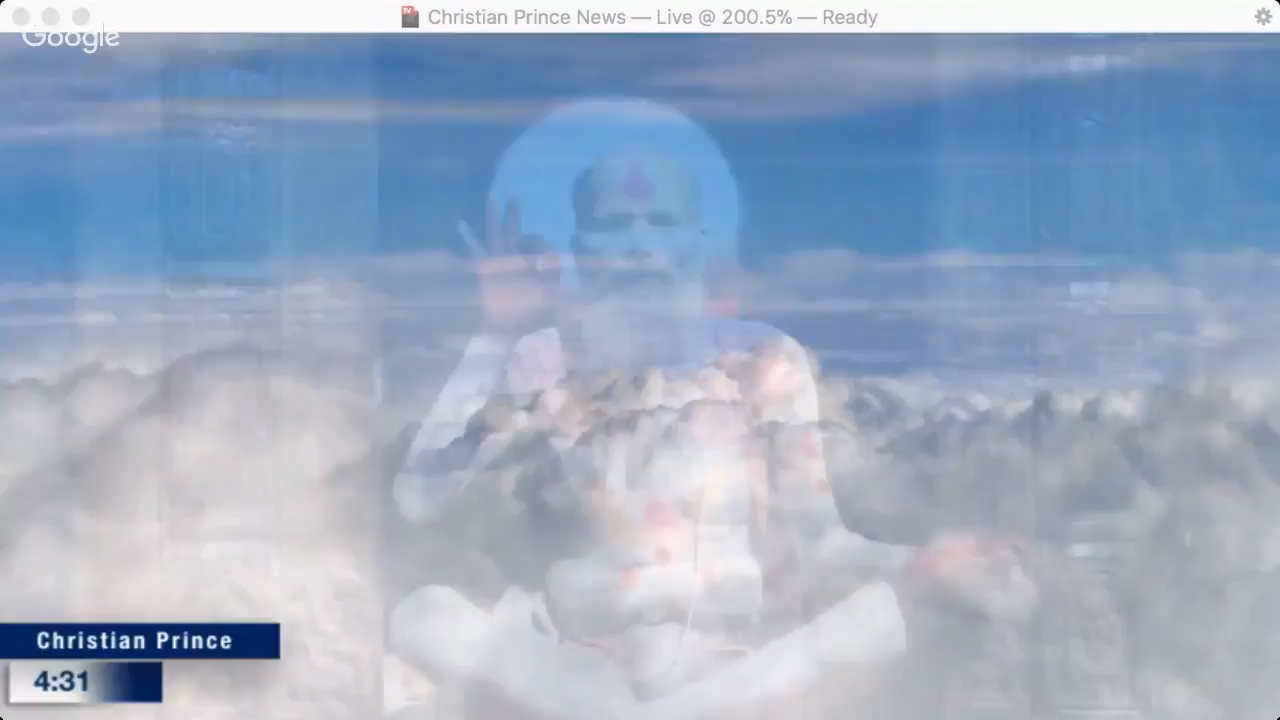 Christian Prince News — Live @ 200.5% — Ready
Google
Christian Prince
4:31